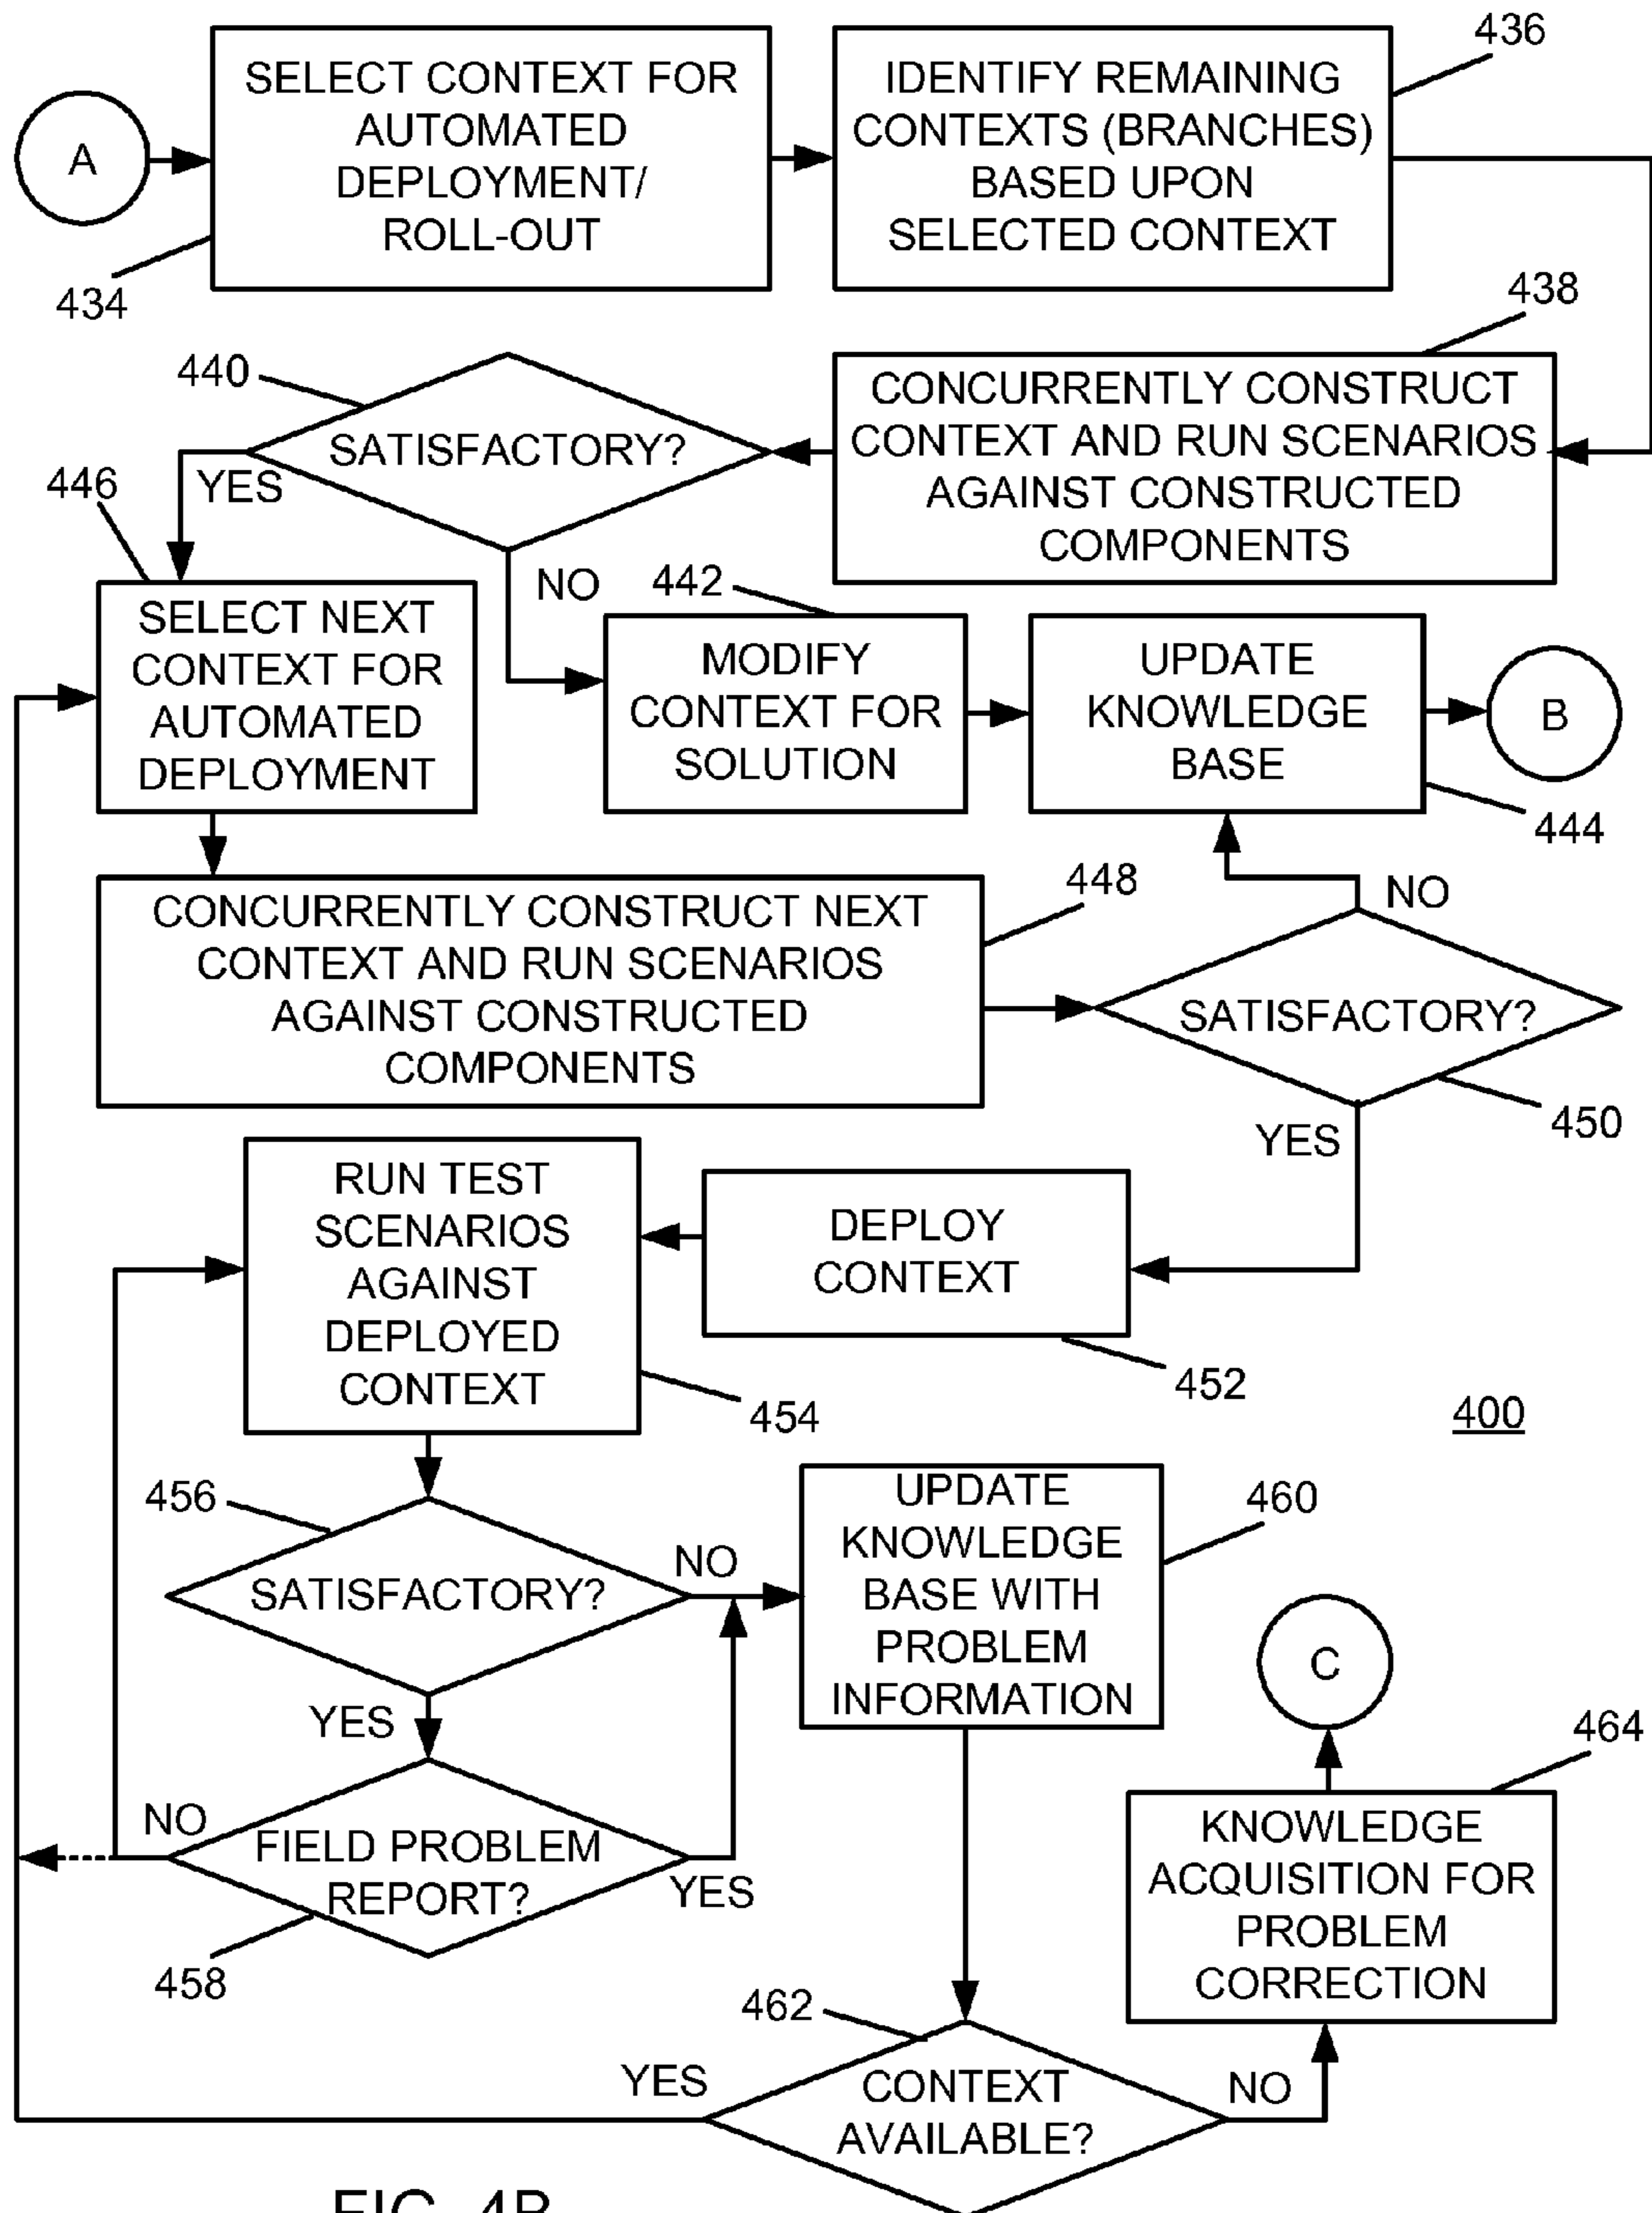 A
SELECT CONTEXT FOR
AUTOMATED
DEPLOYMENT/
ROLL-OUT
434
IDENTIFY REMAINING
CONTEXTS (BRANCHES)
BASED UPON
SELECTED CONTEXT
436
438
CONCURRENTLY CONSTRUCT
CONTEXT AND RUN SCENARIOS
AGAINST CONSTRUCTED
COMPONENTS
440
SATISFACTORY?
YES
NO
446
SELECT NEXT
CONTEXT FOR
AUTOMATED
DEPLOYMENT
442
MODIFY
CONTEXT FOR
SOLUTION
UPDATE
KNOWLEDGE
BASE
B
444
448
CONCURRENTLY CONSTRUCT NEXT
CONTEXT AND RUN SCENARIOS
AGAINST CONSTRUCTED
COMPONENTS
NO
SATISFACTORY?
450
YES
DEPLOY
CONTEXT
452
RUN TEST
SCENARIOS
AGAINST
DEPLOYED
CONTEXT
454
400
456
SATISFACTORY?
NO
YES
UPDATE
KNOWLEDGE
BASE WITH
PROBLEM
INFORMATION
460
NO
FIELD PROBLEM
REPORT?
YES
458
C
464
KNOWLEDGE
ACQUISITION FOR
PROBLEM
CORRECTION
462
YES
CONTEXT
AVAILABLE?
NO
FIG. 4B